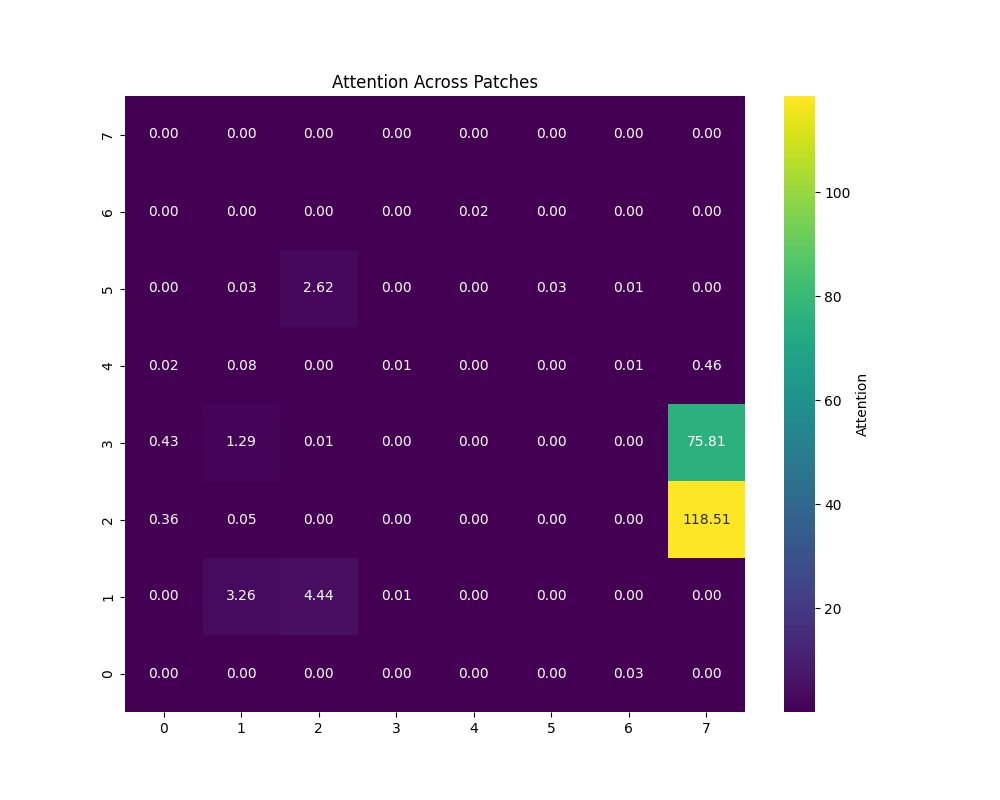 Attention Across Patches
7 0.00 0.00 0.00 0.00 0.00 0.00 0.00 0.00
6 0.00 0.00 0.00 0.00 0.02 0.00 0.00 0.00
5 0.00 0.03 2.62 0.00 0.00 0.03 0.01 0.00
4 0.02 0.08 0.00 0.01 0.00 0.01 0.01 0.46
3 0.43 1.29 0.01 0.00 0.00 0.00 0.00 75.81
2 0.36 0.05 0.00 0.00 0.00 0.00 0.00 118.51
1 0.00 3.26 4.44 0.01 0.00 0.00 0.00 0.00
0 0.00 0.00 0.00 0.00 0.00 0.00 0.03 0.00
0 1 2 3 4 5 6 7
100
80
60
40
20
Attention